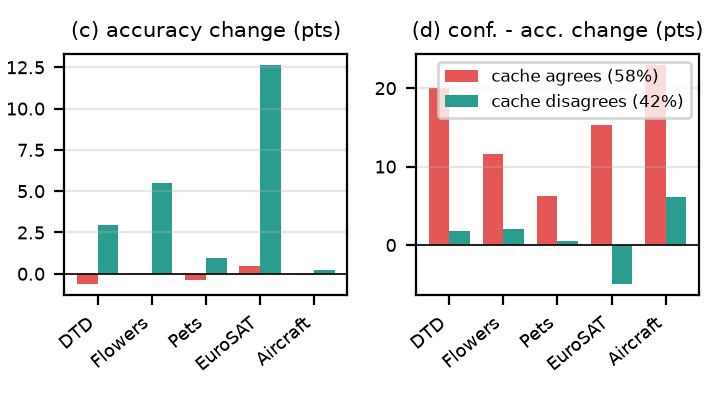 (c) accuracy change (pts)
12.5
10.0
7.5
5.0
2.5
0.0
DTD
Flowers
Pets
EuroSAT
Aircraft
(d) conf. - acc. change (pts)
cache agrees (58%)
cache disagrees (42%)
20
10
0
DTD
Flowers
Pets
EuroSAT
Aircraft